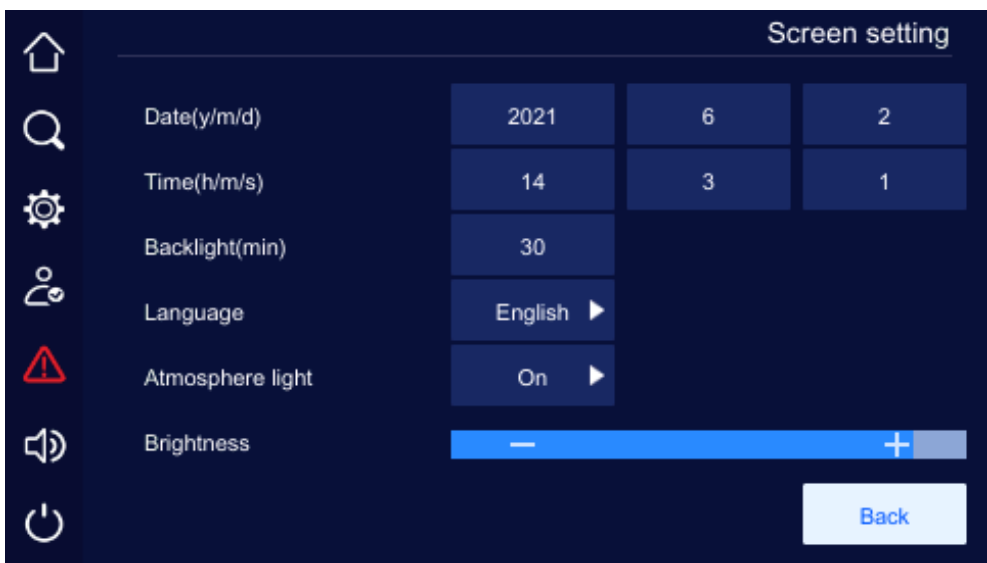 Screen setting
Date(y/m/d) 2021 6 2
Time(h/m/s) 14 3 1
Backlight(min) 30
Language English
Atmosphere light On
Brightness
Back